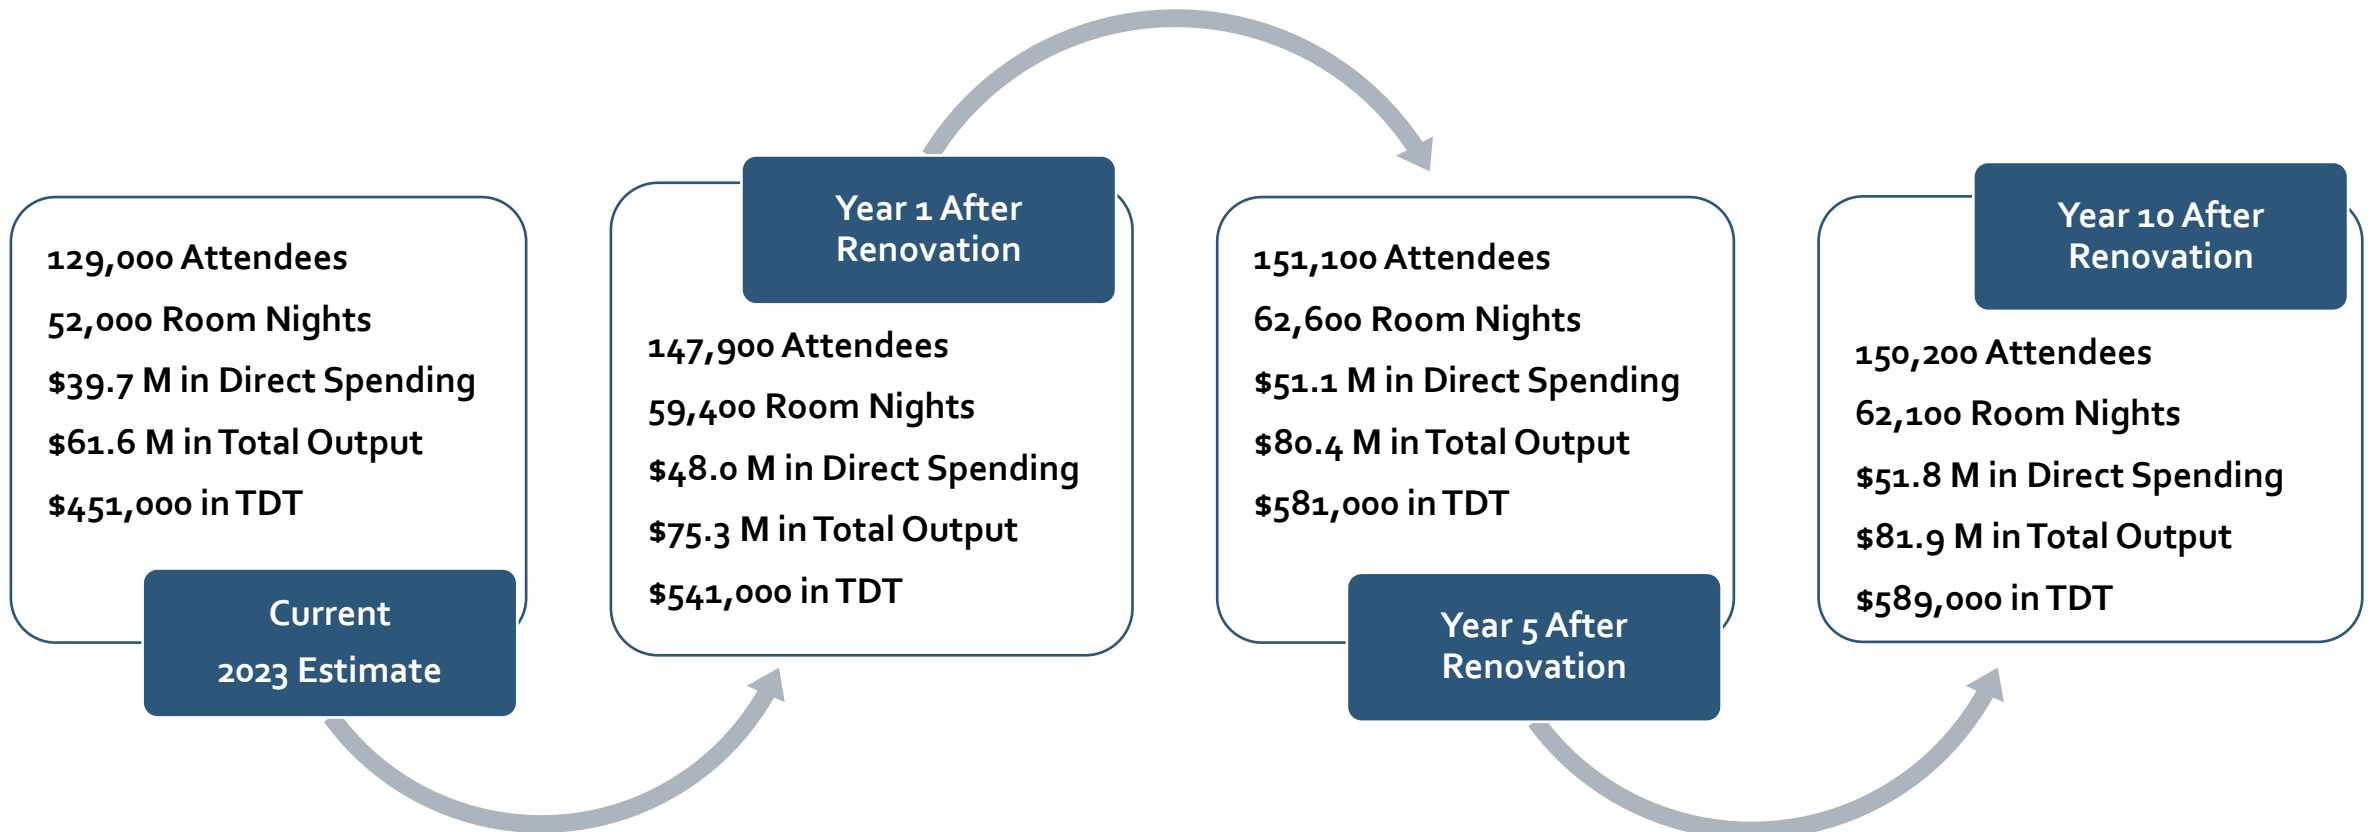 129,000 Attendees
52,000 Room Nights
$39.7 M in Direct Spending
$61.6 M in Total Output
$451,000 in TDT
Current
2023 Estimate
Year 1 After
Renovation
147,900 Attendees
59,400 Room Nights
$48.0 M in Direct Spending
$75.3 M in Total Output
$541,000 in TDT
151,100 Attendees
62,600 Room Nights
$51.1 M in Direct Spending
$80.4 M in Total Output
$581,000 in TDT
Year 5 After
Renovation
Year 10 After
Renovation
150,200 Attendees
62,100 Room Nights
$51.8 M in Direct Spending
$81.9 M in Total Output
$589,000 in TDT